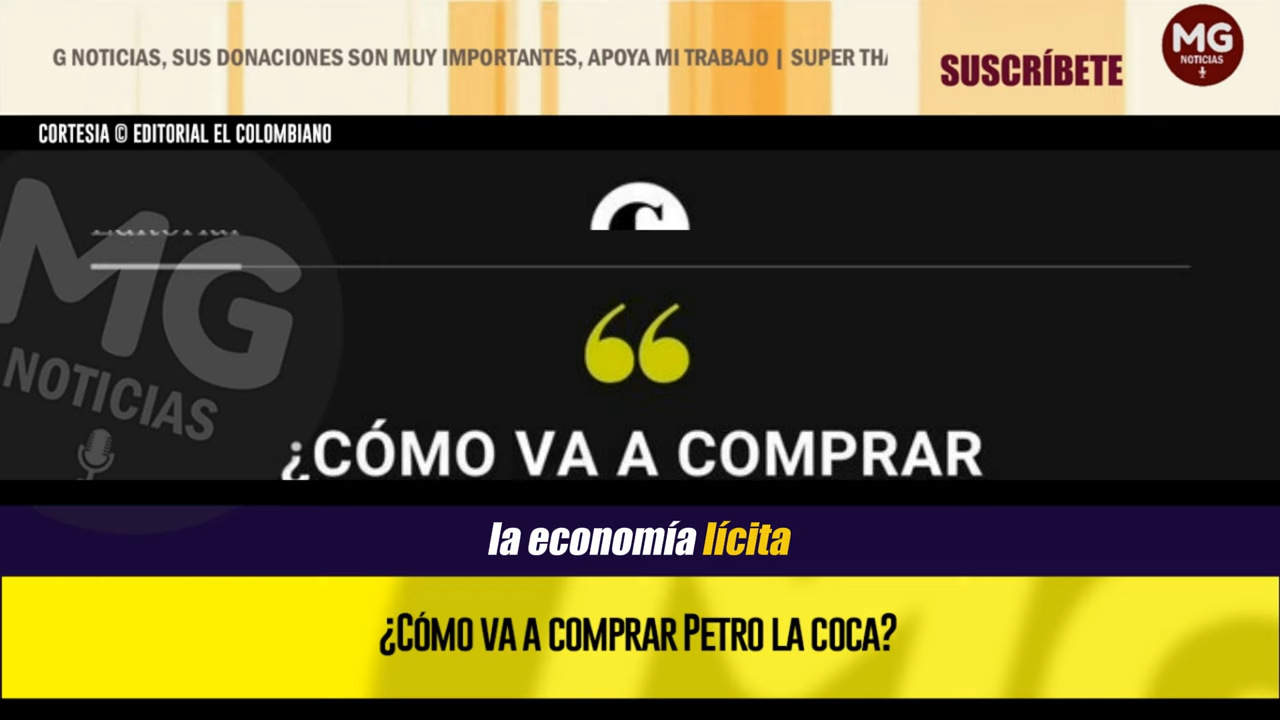 G NOTICIAS, SUS DONACIONES SON MUY IMPORTANTES, APOYA MI TRABAJO | SUPER
SUSCRÍBETE
MG
NOTICIAS
CORTESIA © EDITORIAL EL COLOMBIANO
MG
NOTICIAS
¿CÓMO VA A COMPRAR
la economía lícita
¿CÓMO VA A COMPRAR PETRO LA COCA?